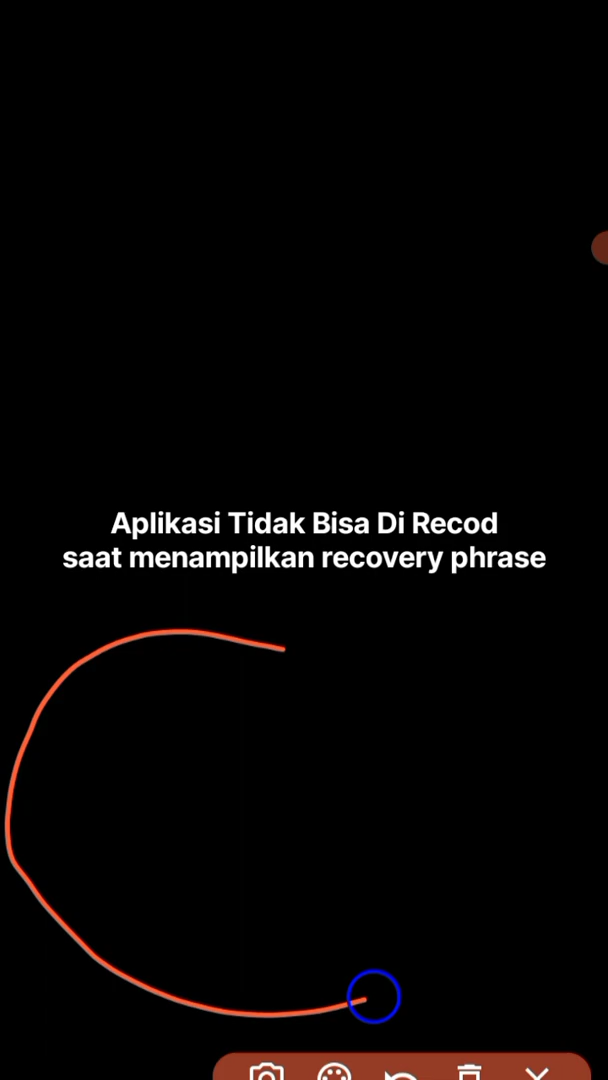 Aplikasi Tidak Bisa Di Recod
saat menampilkan recovery phrase